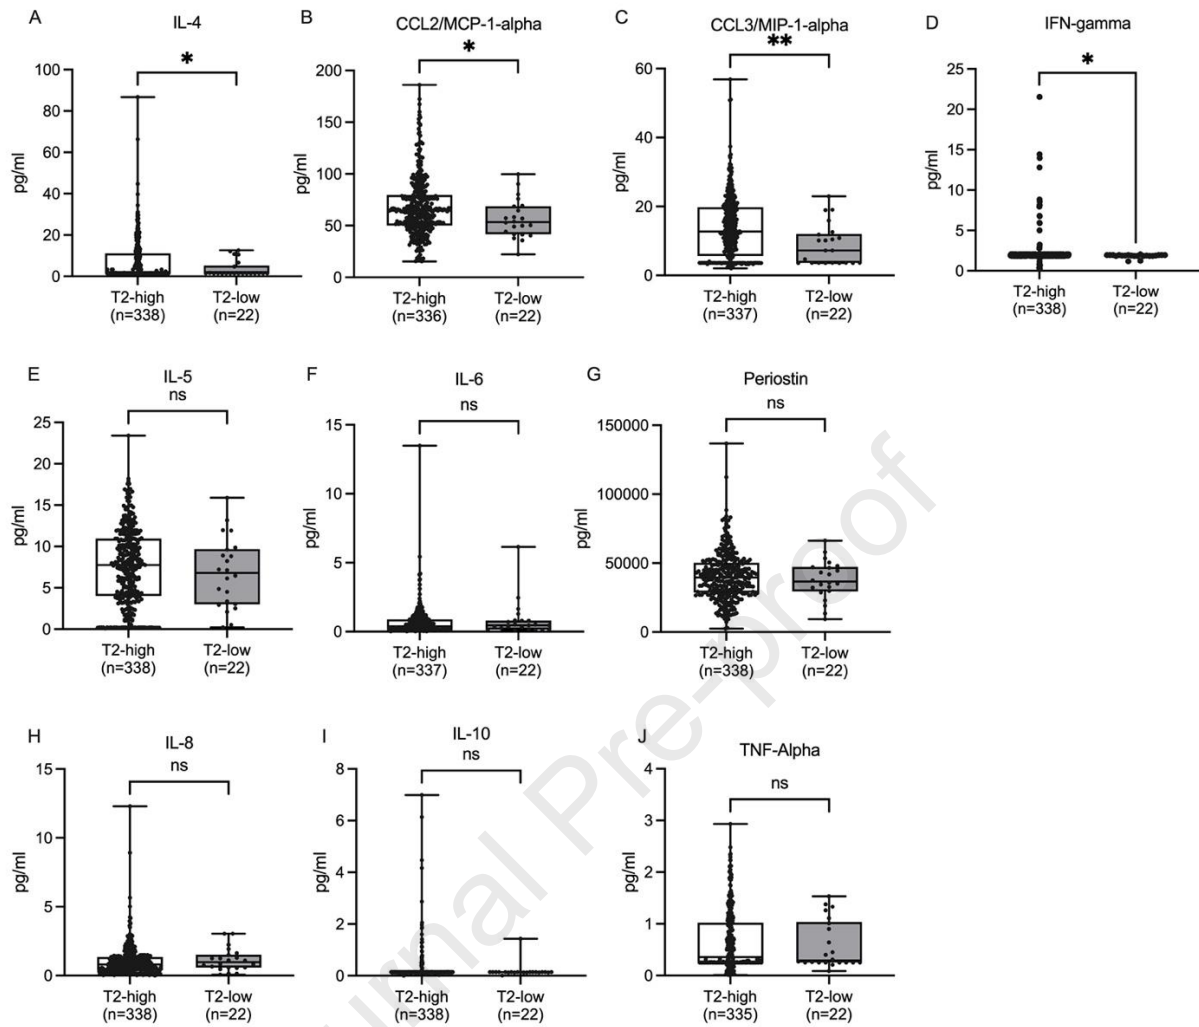 A
IL-4
*
100
80
60
40
20
0
pg/ml
T2-high
(n=338)
T2-low
(n=22)
B
CCL2/MCP-1-alpha
*
200
150
100
50
0
pg/ml
T2-high
(n=336)
T2-low
(n=22)
C
CCL3/MIP-1-alpha
**
60
40
20
0
pg/ml
T2-high
(n=337)
T2-low
(n=22)
D
IFN-gamma
*
25
20
15
10
5
0
pg/ml
T2-high
(n=338)
T2-low
(n=22)
E
IL-5
ns
25
20
15
10
5
0
pg/ml
T2-high
(n=338)
T2-low
(n=22)
F
IL-6
ns
15
10
5
0
pg/ml
T2-high
(n=337)
T2-low
(n=22)
G
Periostin
ns
150000
100000
50000
0
pg/ml
T2-high
(n=338)
T2-low
(n=22)
H
IL-8
ns
15
10
5
0
pg/ml
T2-high
(n=338)
T2-low
(n=22)
I
IL-10
ns
8
6
4
2
0
pg/ml
T2-high
(n=338)
T2-low
(n=22)
J
TNF-Alpha
ns
4
3
2
1
0
pg/ml
T2-high
(n=335)
T2-low
(n=22)
urnal Pre-proof